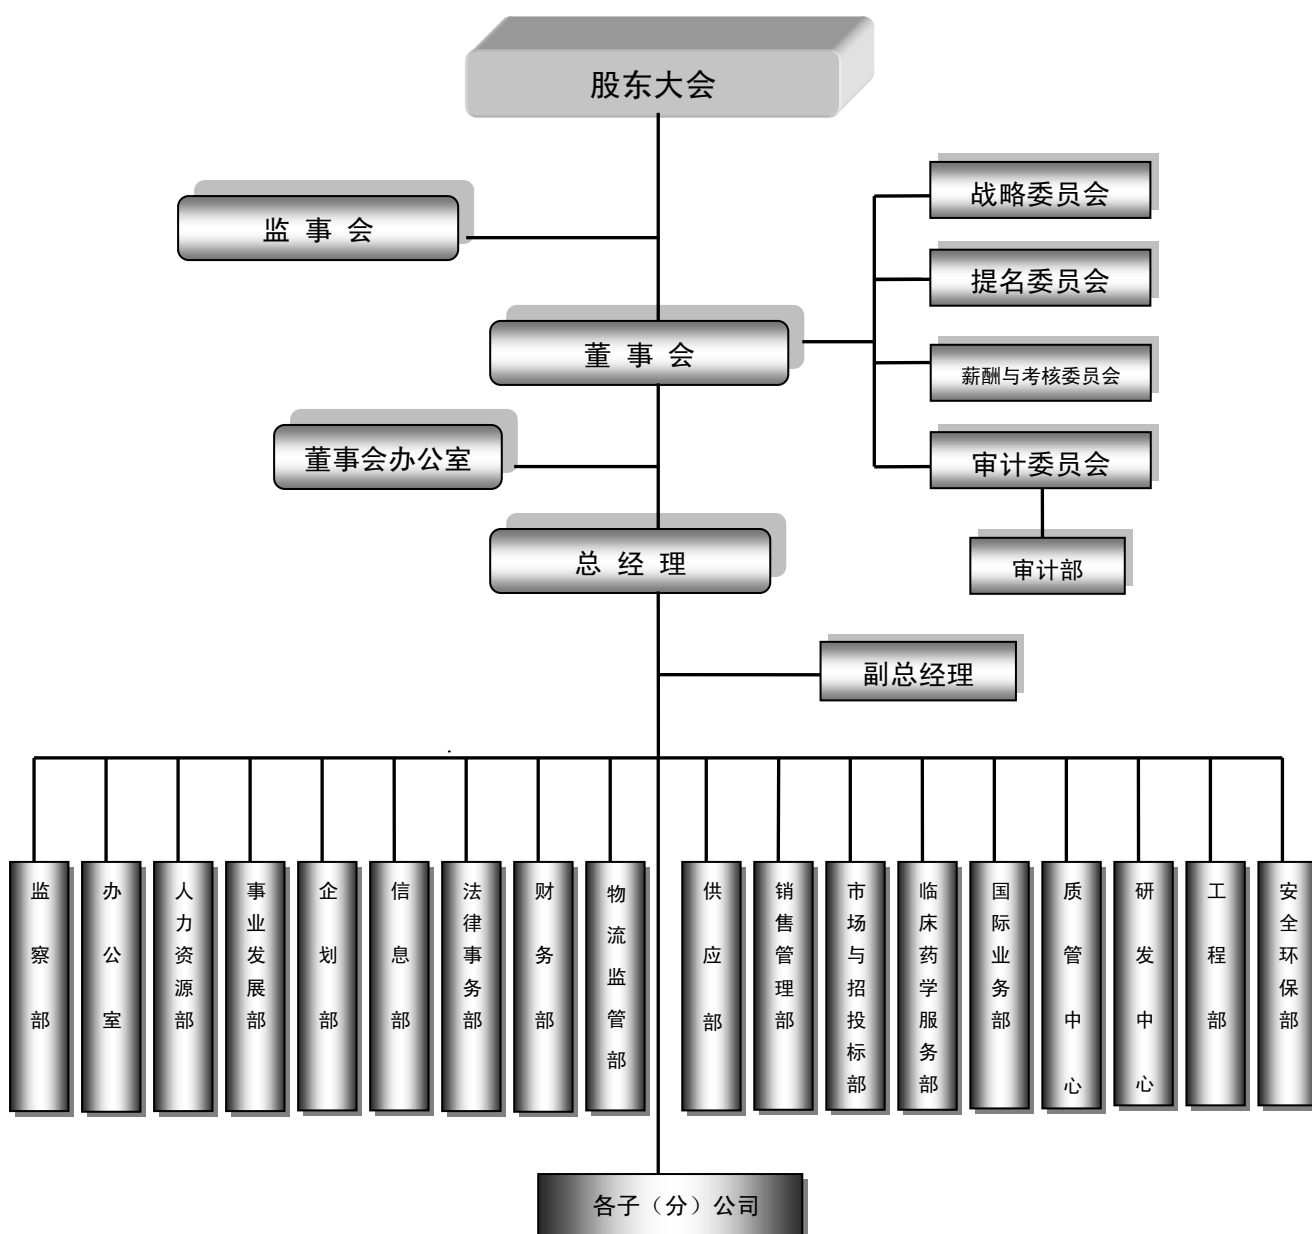 股东大会
监 事 会
战略委员会
提名委员会
董 事 会
薪酬与考核委员会
董事会办公室
审计委员会
总 经 理
审计部
副总经理
监察部
办公室
人力资源部
事业发展部
企划部
信息部
法律事务部
财务部
物流监管部
供应部
销售管理部
市场与招投标部
临床药学服务部
国际业务部
质管中心
研发中心
工程部
安全环保部
各子（分）公司